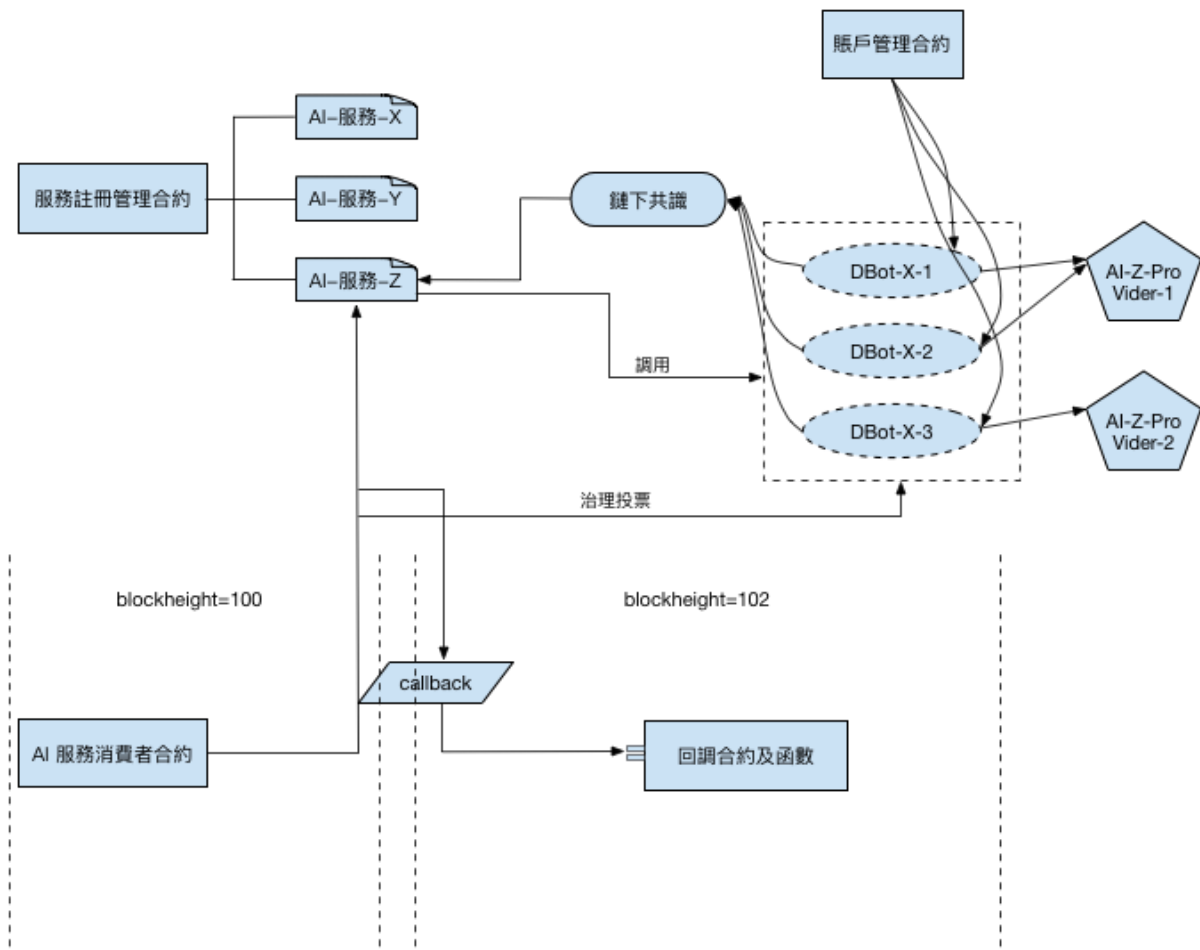 賬戶管理合約
AI-服務-X
服務註冊管理合約
AI-服務-Y
鏈下共識
AI-服務-Z
DBot-X-1
AI-Z-Pro
Vider-1
DBot-X-2
調用
DBot-X-3
AI-Z-Pro
Vider-2
治理投票
blockheight=100
blockheight=102
callback
AI 服務消費者合約
回調合約及函數